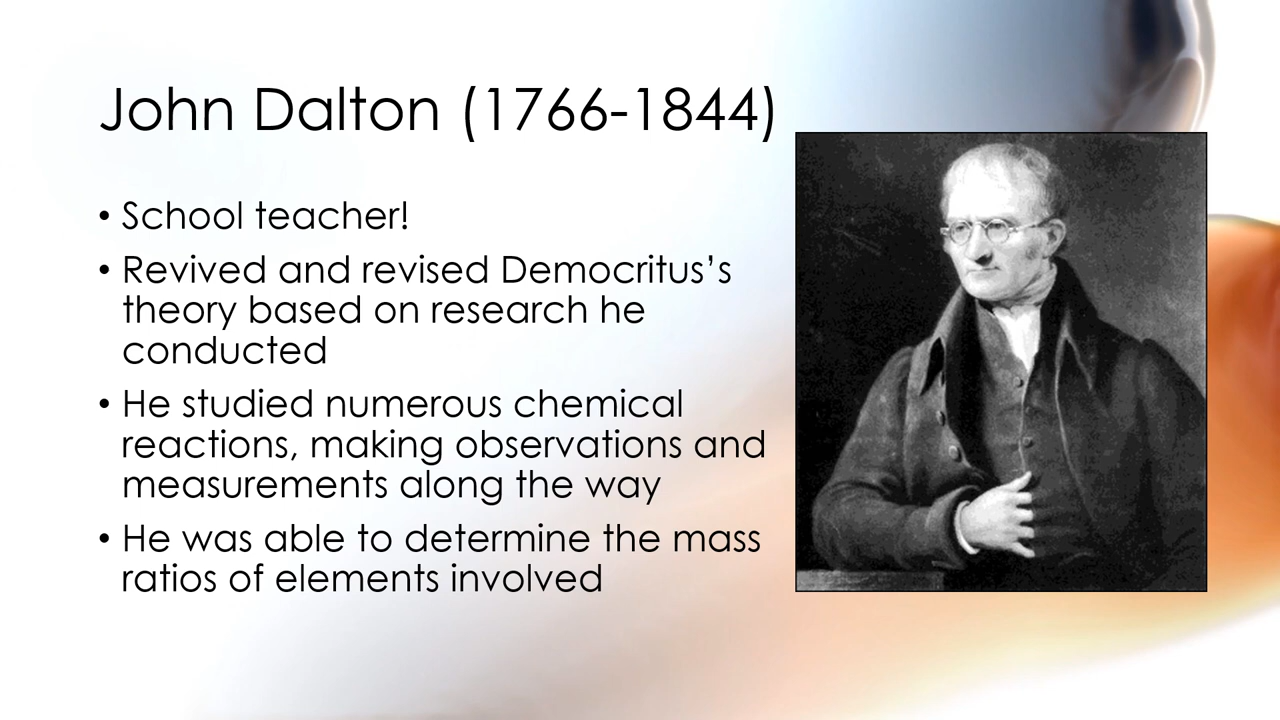 John Dalton (1766-1844)
• School teacher!
• Revived and revised Democritus’s
theory based on research he
conducted
• He studied numerous chemical
reactions, making observations and
measurements along the way
• He was able to determine the mass
ratios of elements involved